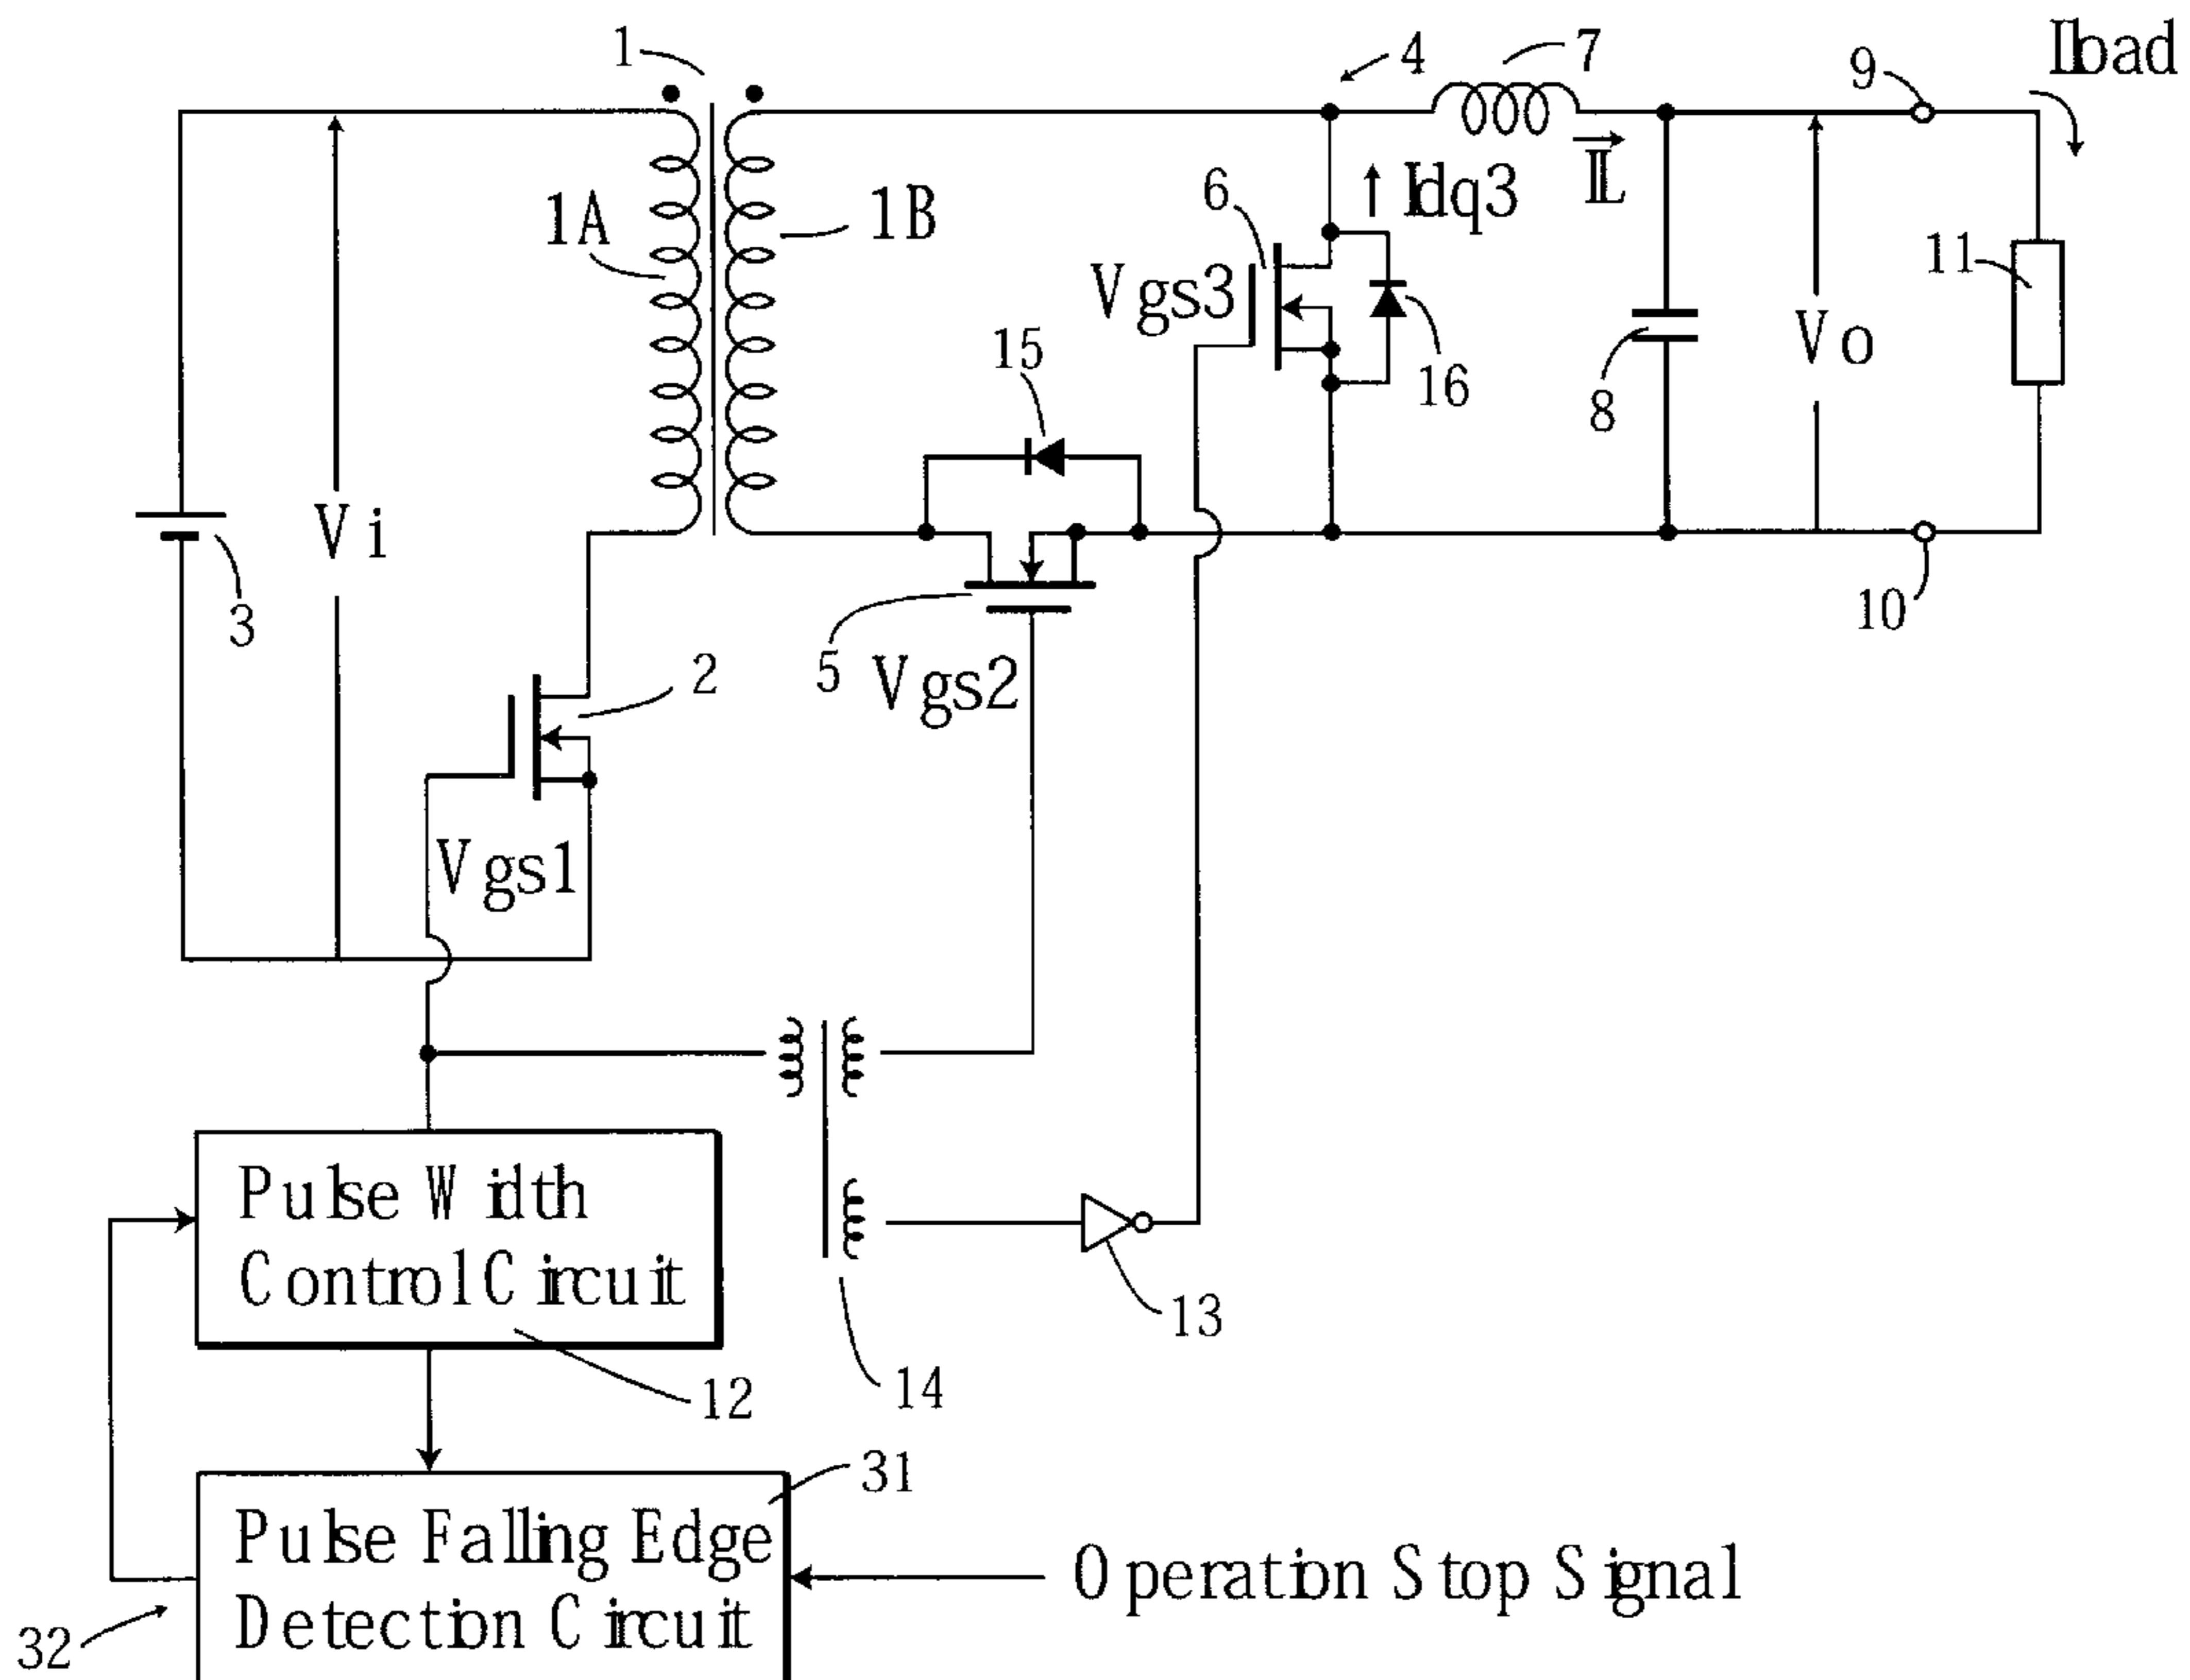 1
4
7
9
Iload
1A
1B
6
Idq3
IL
Vgs3
11
15
16
8
Vo
Vi
3
10
5
Vgs2
2
Vgs1
Pulse Width
Control Circuit
13
12
14
31
Pulse Falling Edge
Detection Circuit
Operation Stop Signal
32